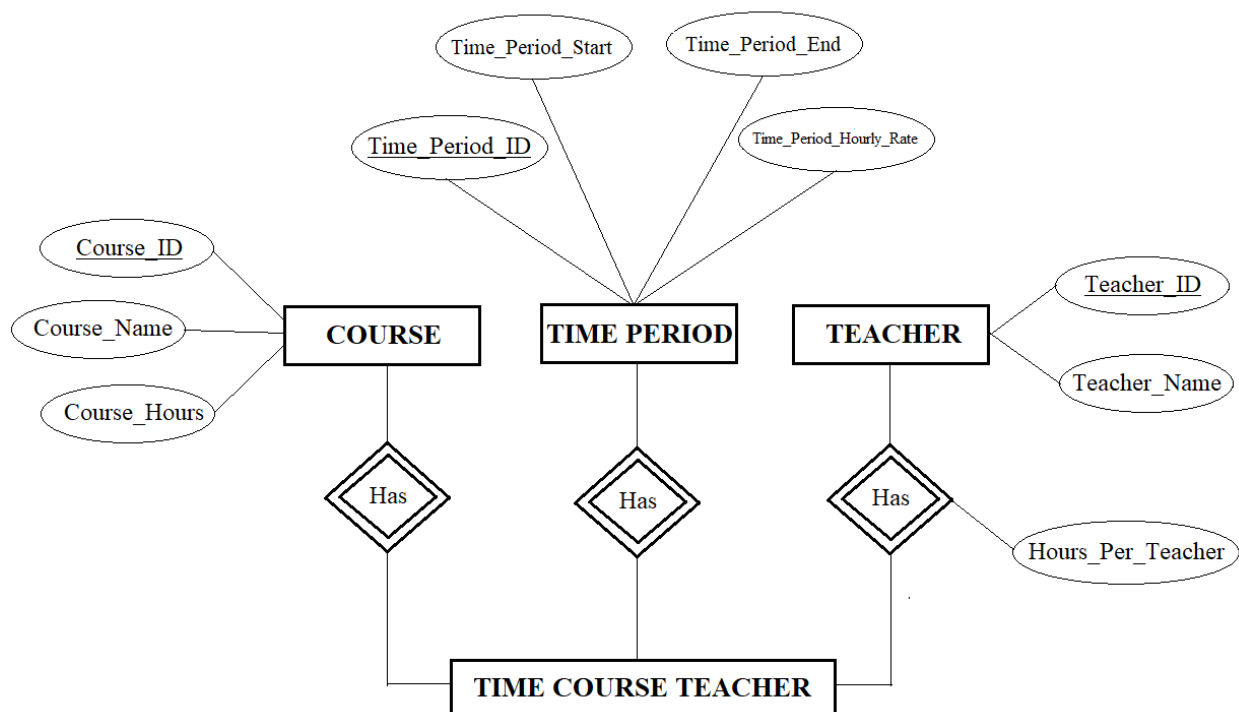 Time_Period_Start
Time_Period_End
Time_Period_ID
Time_Period_Hourly_Rate
Course_ID
Course_Name
Course_Hours
COURSE
TIME PERIOD
TEACHER
Teacher_ID
Teacher_Name
Has
Has
Has
Hours_Per_Teacher
TIME COURSE TEACHER